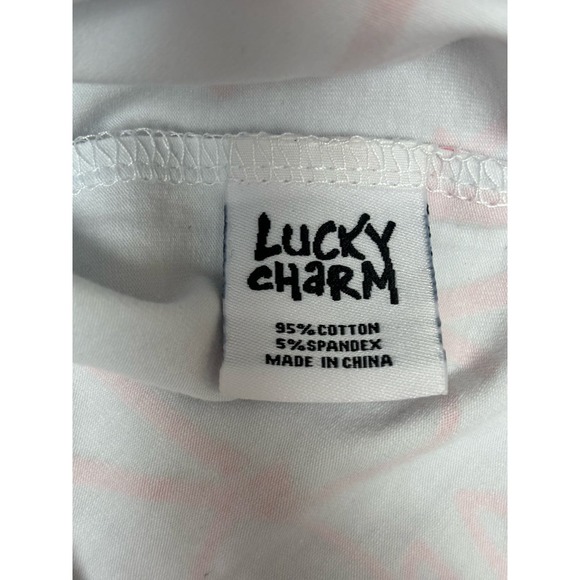 LUCKY
CHaRM
95% COTTON
5% SPANDEX
MADE IN CHINA